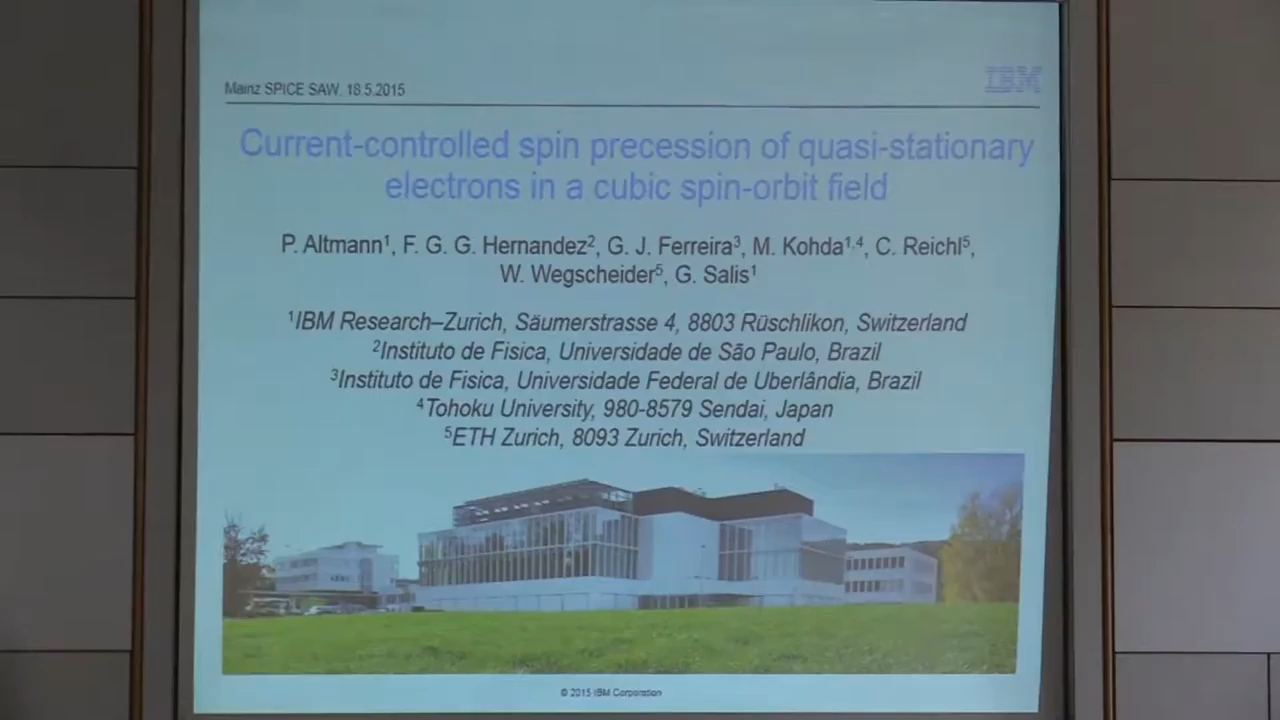 Mainz SPICE SAW, 18.5.2015
IBM
Current-controlled spin precession of quasi-stationary
electrons in a cubic spin-orbit field
P. Altmann¹, F. G. G. Hernandez², G. J. Ferreira³, M. Kohda¹,⁴, C. Reichl⁵,
W. Wegscheider⁵, G. Salis¹
¹IBM Research–Zurich, Säumerstrasse 4, 8803 Rüschlikon, Switzerland
²Instituto de Fisica, Universidade de São Paulo, Brazil
³Instituto de Fisica, Universidade Federal de Uberlândia, Brazil
⁴Tohoku University, 980-8579 Sendai, Japan
⁵ETH Zurich, 8093 Zurich, Switzerland
© 2015 IBM Corporation